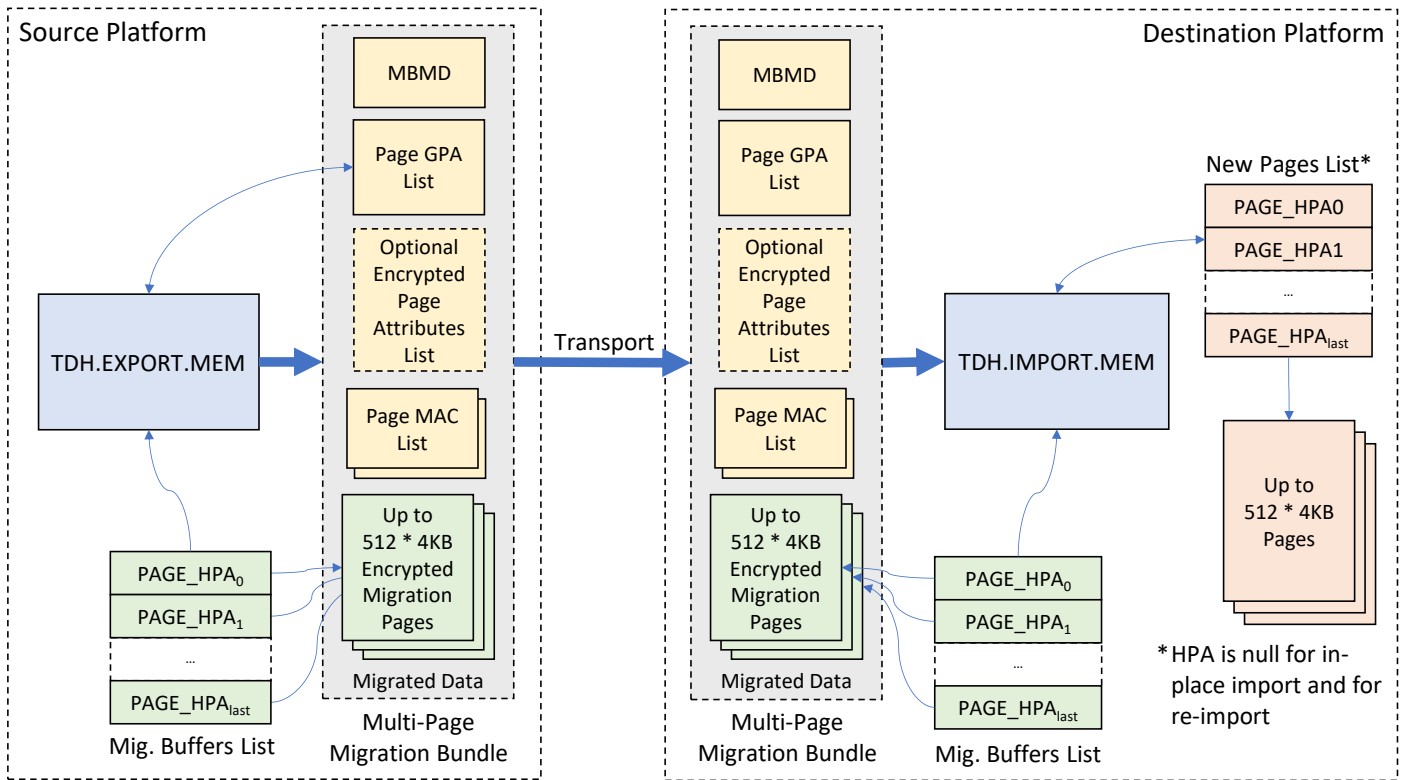 Source Platform
MBMD
Page GPA
List
Optional
Encrypted
Page
Attributes
List
TDH.EXPORT.MEM
Page MAC
List
Up to
512 * 4KB
Encrypted
Migration
Pages
PAGE_HPA0
PAGE_HPA1
...
PAGE_HPAlast
Mig. Buffers List
Migrated Data
Multi-Page
Migration Bundle
Transport
Destination Platform
MBMD
Page GPA
List
Optional
Encrypted
Page
Attributes
List
Page MAC
List
Up to
512 * 4KB
Encrypted
Migration
Pages
Migrated Data
Multi-Page
Migration Bundle
TDH.IMPORT.MEM
PAGE_HPA0
PAGE_HPA1
...
PAGE_HPAlast
Mig. Buffers List
New Pages List*
PAGE_HPA0
PAGE_HPA1
...
PAGE_HPAlast
Up to
512 * 4KB
Pages
* HPA is null for in-
place import and for
re-import